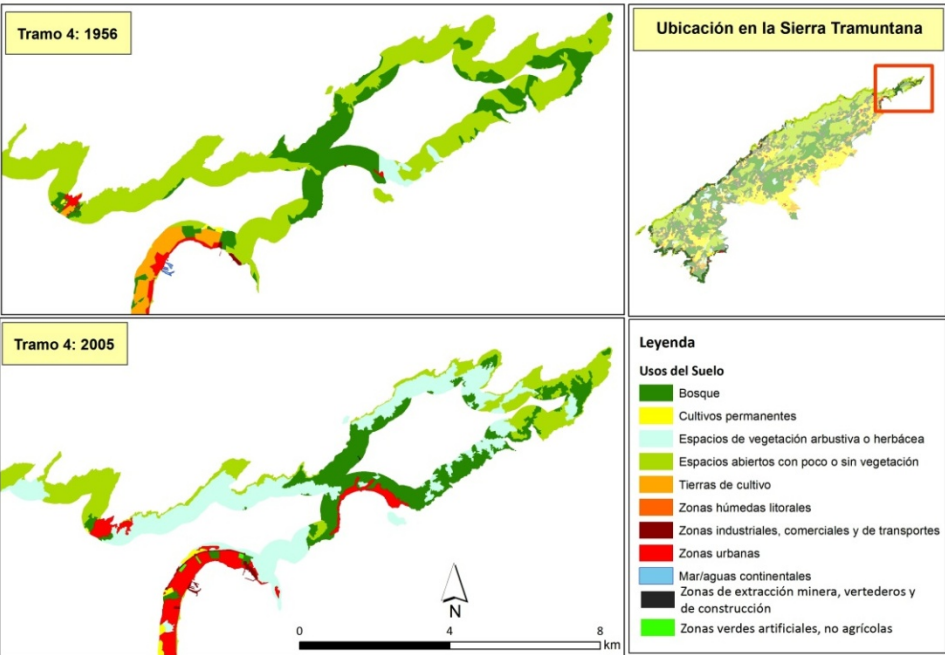 Tramo 4: 1956
Ubicación en la Sierra Tramuntana
Tramo 4: 2005
N
0 4 8
km
Leyenda
Usos del Suelo
Bosque
Cultivos permanentes
Espacios de vegetación arbustiva o herbácea
Espacios abiertos con poco o sin vegetación
Tierras de cultivo
Zonas húmedas litorales
Zonas industriales, comerciales y de transportes
Zonas urbanas
Mar/aguas continentales
Zonas de extracción minera, vertederos y
de construcción
Zonas verdes artificiales, no agrícolas